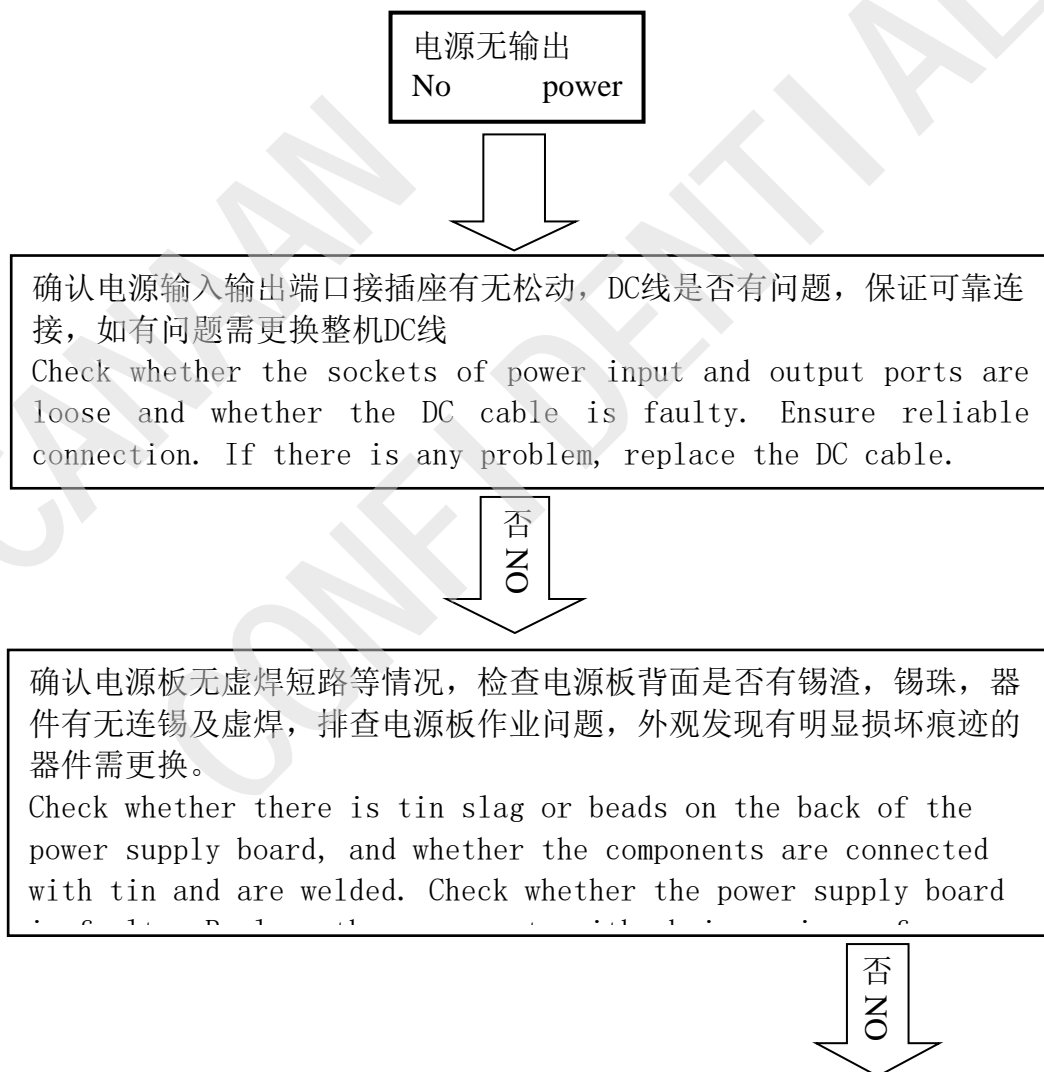 电源无输出
No power
确认电源输入输出端口接插座有无松动，DC线是否有问题，保证可靠连
接，如有问题需更换整机DC线
Check whether the sockets of power input and output ports are
loose and whether the DC cable is faulty. Ensure reliable
connection. If there is any problem, replace the DC cable.
否 NO
确认电源板无虚焊短路等情况，检查电源板背面是否有锡渣，锡珠，器
件有无连锡及虚焊，排查电源板作业问题，外观发现有明显损坏痕迹的
器件需更换。
Check whether there is tin slag or beads on the back of the
power supply board, and whether the components are connected
with tin and are welded. Check whether the power supply board
否 NO
CANAAN
CONFIDENTIAL